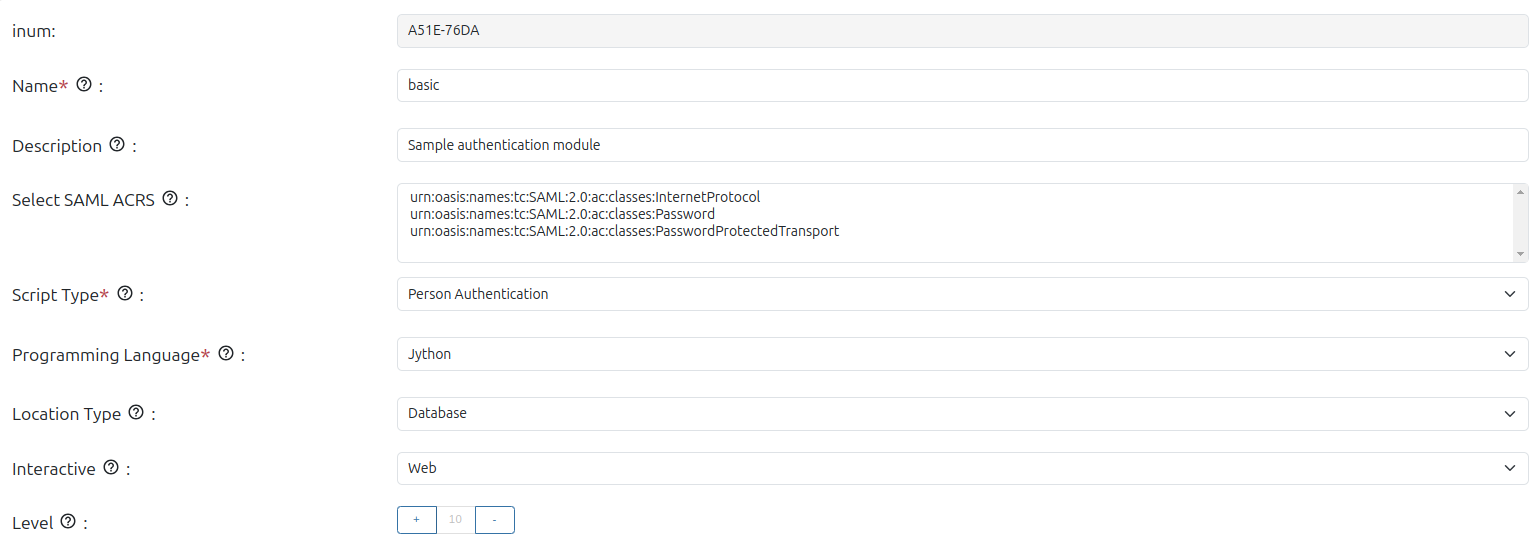 inum: A51E-76DA
Name* ? : basic
Description ? : Sample authentication module
Select SAML ACRS ? : urn:oasis:names:tc:SAML:2.0:ac:classes:InternetProtocol
urn:oasis:names:tc:SAML:2.0:ac:classes:Password
urn:oasis:names:tc:SAML:2.0:ac:classes:PasswordProtectedTransport
Script Type* ? : Person Authentication
Programming Language* ? : Jython
Location Type ? : Database
Interactive ? : Web
Level ? : + 10 -